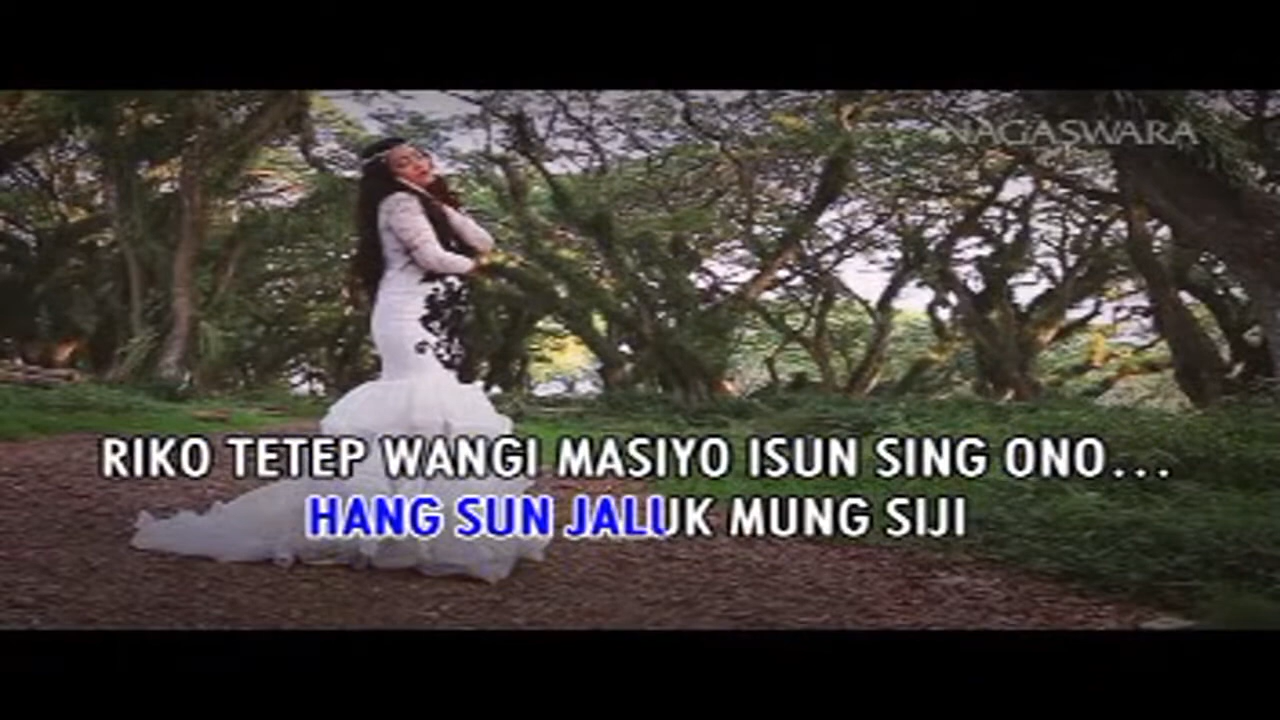 NAGASWARA
RIKO TETEP WANGI MASIYO ISUN SING ONO...
HANG SUN JALUK MUNG SIJI